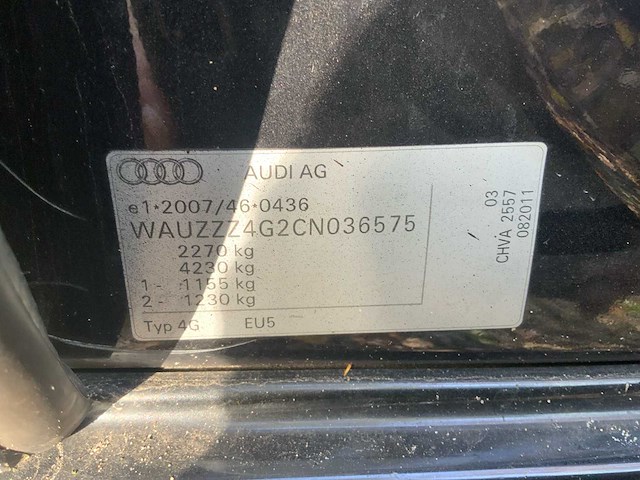 AUDI AG
e1*2007/46*0436
WAUZZZ4G2CN036575
2270 kg
4230 kg
1 - 1155 kg
2 - 1230 kg
Typ 4G EU5
03
CHVA 2557
082011